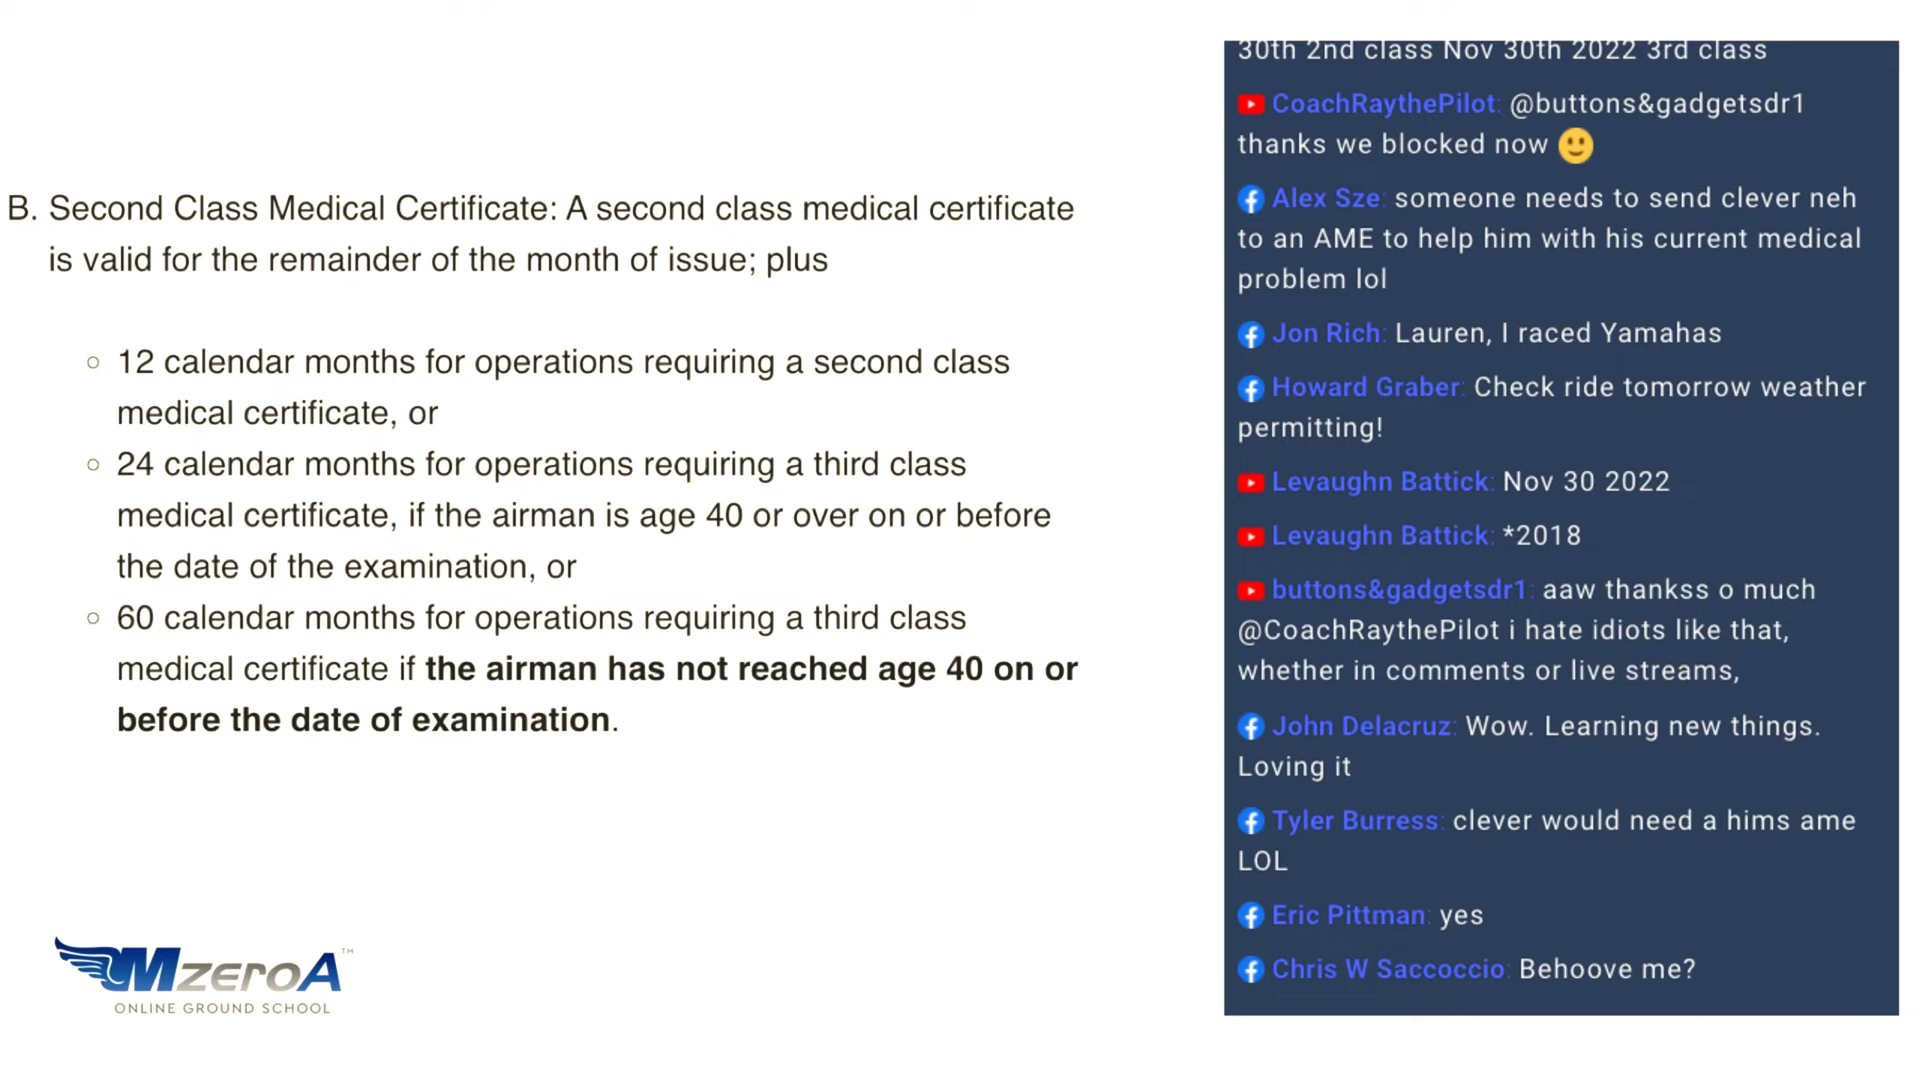 B. Second Class Medical Certificate: A second class medical certificate
is valid for the remainder of the month of issue; plus
○ 12 calendar months for operations requiring a second class
medical certificate, or
○ 24 calendar months for operations requiring a third class
medical certificate, if the airman is age 40 or over on or before
the date of the examination, or
○ 60 calendar months for operations requiring a third class
medical certificate if the airman has not reached age 40 on or
before the date of examination.
MzeroA™
ONLINE GROUND SCHOOL
30th 2nd class Nov 30th 2022 3rd class
CoachRaythePilot: @buttons&gadgetsdr1
thanks we blocked now 🙂
Alex Sze: someone needs to send clever neh
to an AME to help him with his current medical
problem lol
Jon Rich: Lauren, I raced Yamahas
Howard Graber: Check ride tomorrow weather
permitting!
Levaughn Battick: Nov 30 2022
Levaughn Battick: *2018
buttons&gadgetsdr1: aaw thankss o much
@CoachRaythePilot i hate idiots like that,
whether in comments or live streams,
John Delacruz: Wow. Learning new things.
Loving it
Tyler Burress: clever would need a hims ame
LOL
Eric Pittman: yes
Chris W Saccoccio: Behoove me?